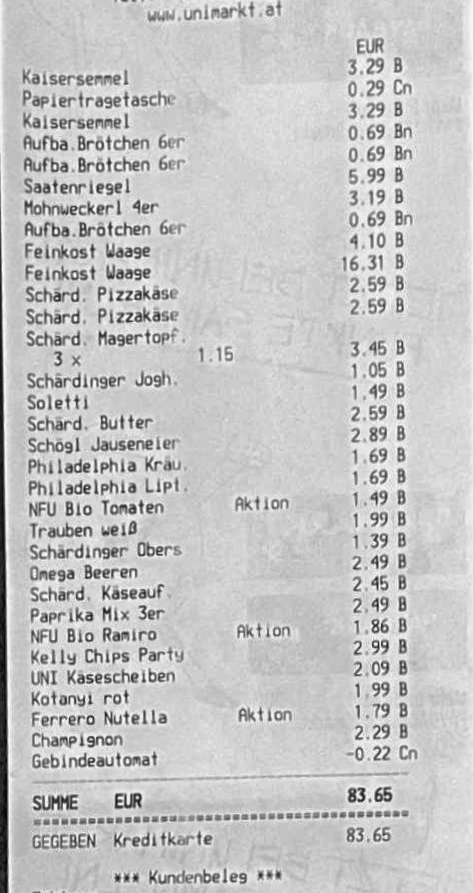 www.unimarkt.at
EUR
Kaisersemmel 3.29 B
Papiertragetasche 0.29 Cn
Kaisersemmel 3.29 B
Aufba.Brötchen 6er 0.69 Bn
Aufba.Brötchen 6er 0.69 Bn
Saatenriegel 5.99 B
Mohnweckerl 4er 3.19 B
Aufba.Brötchen 6er 0.69 Bn
Feinkost Waage 4.10 B
Feinkost Waage 16.31 B
Schärd. Pizzakäse 2.59 B
Schärd. Pizzakäse 2.59 B
Schärd. Magertopf.
3 x 1.15 3.45 B
Schärdinger Jogh. 1.05 B
Soletti 1.49 B
Schärd. Butter 2.59 B
Schögl Jauseneier 2.89 B
Philadelphia Kräu. 1.69 B
Philadelphia Lipt. 1.69 B
NFU Bio Tomaten Aktion 1.49 B
Trauben weiß 1.99 B
Schärdinger Obers 1.39 B
Omega Beeren 2.49 B
Schärd. Käseauf. 2.45 B
Paprika Mix 3er 2.49 B
NFU Bio Ramiro Aktion 1.86 B
Kelly Chips Party 2.99 B
UNI Käsescheiben 2.09 B
Kotanyi rot 1.99 B
Ferrero Nutella Aktion 1.79 B
Champignon 2.29 B
Gebindeautomat -0.22 Cn
SUMME EUR 83.65
GEGEBEN Kreditkarte 83.65
*** Kundenbeleg ***